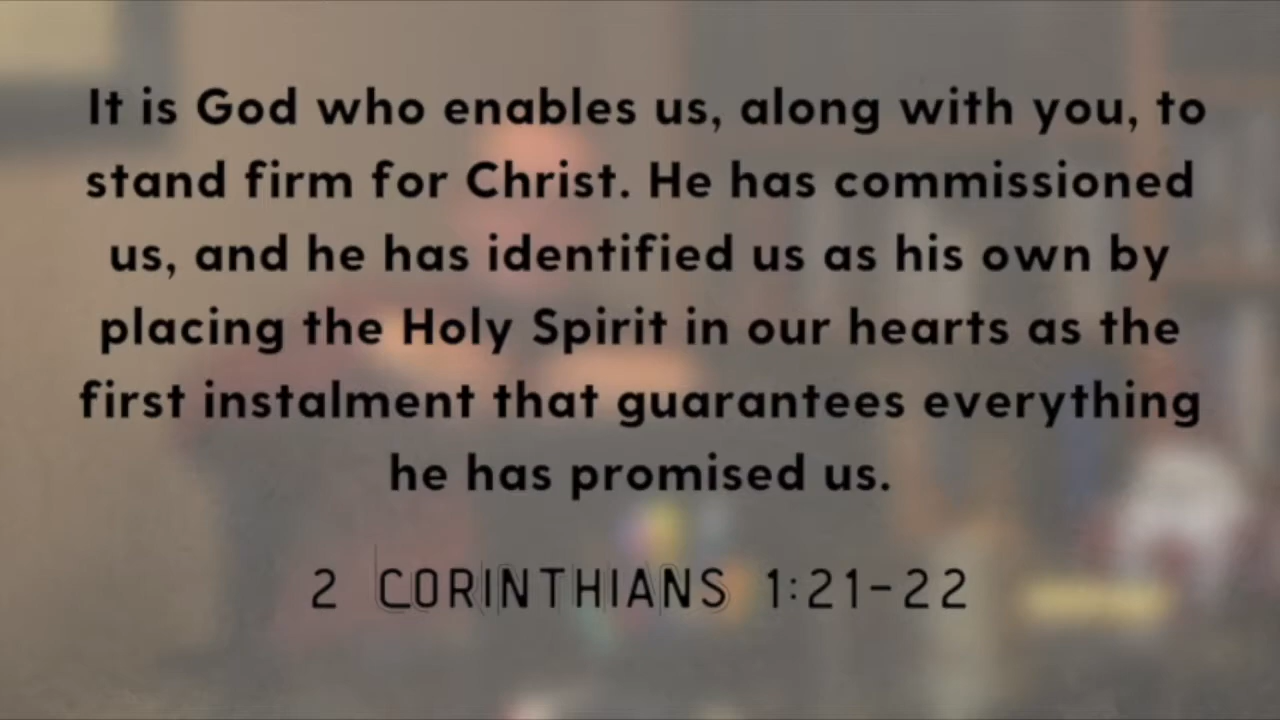 It is God who enables us, along with you, to
stand firm for Christ. He has commissioned
us, and he has identified us as his own by
placing the Holy Spirit in our hearts as the
first instalment that guarantees everything
he has promised us.
2 CORINTHIANS 1:21-22